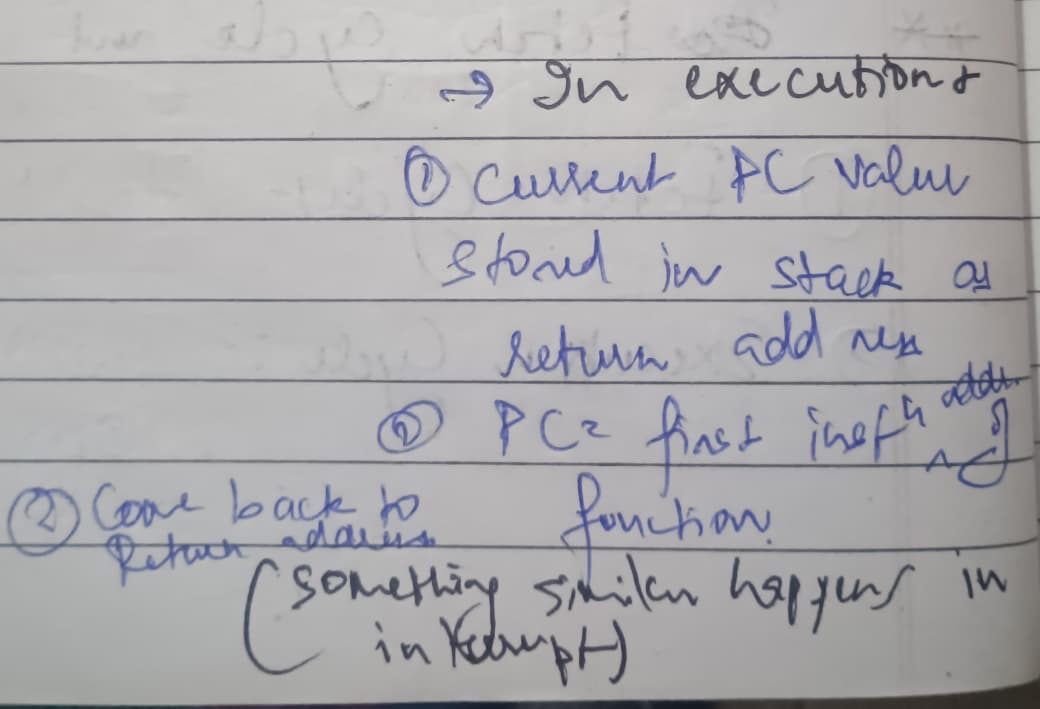 → In execution:
① Current PC value
stored in stack as
return address
② PC = first instⁿ addr. of
function.
② Come back to
Return address
(something similar happens in
interrupt)